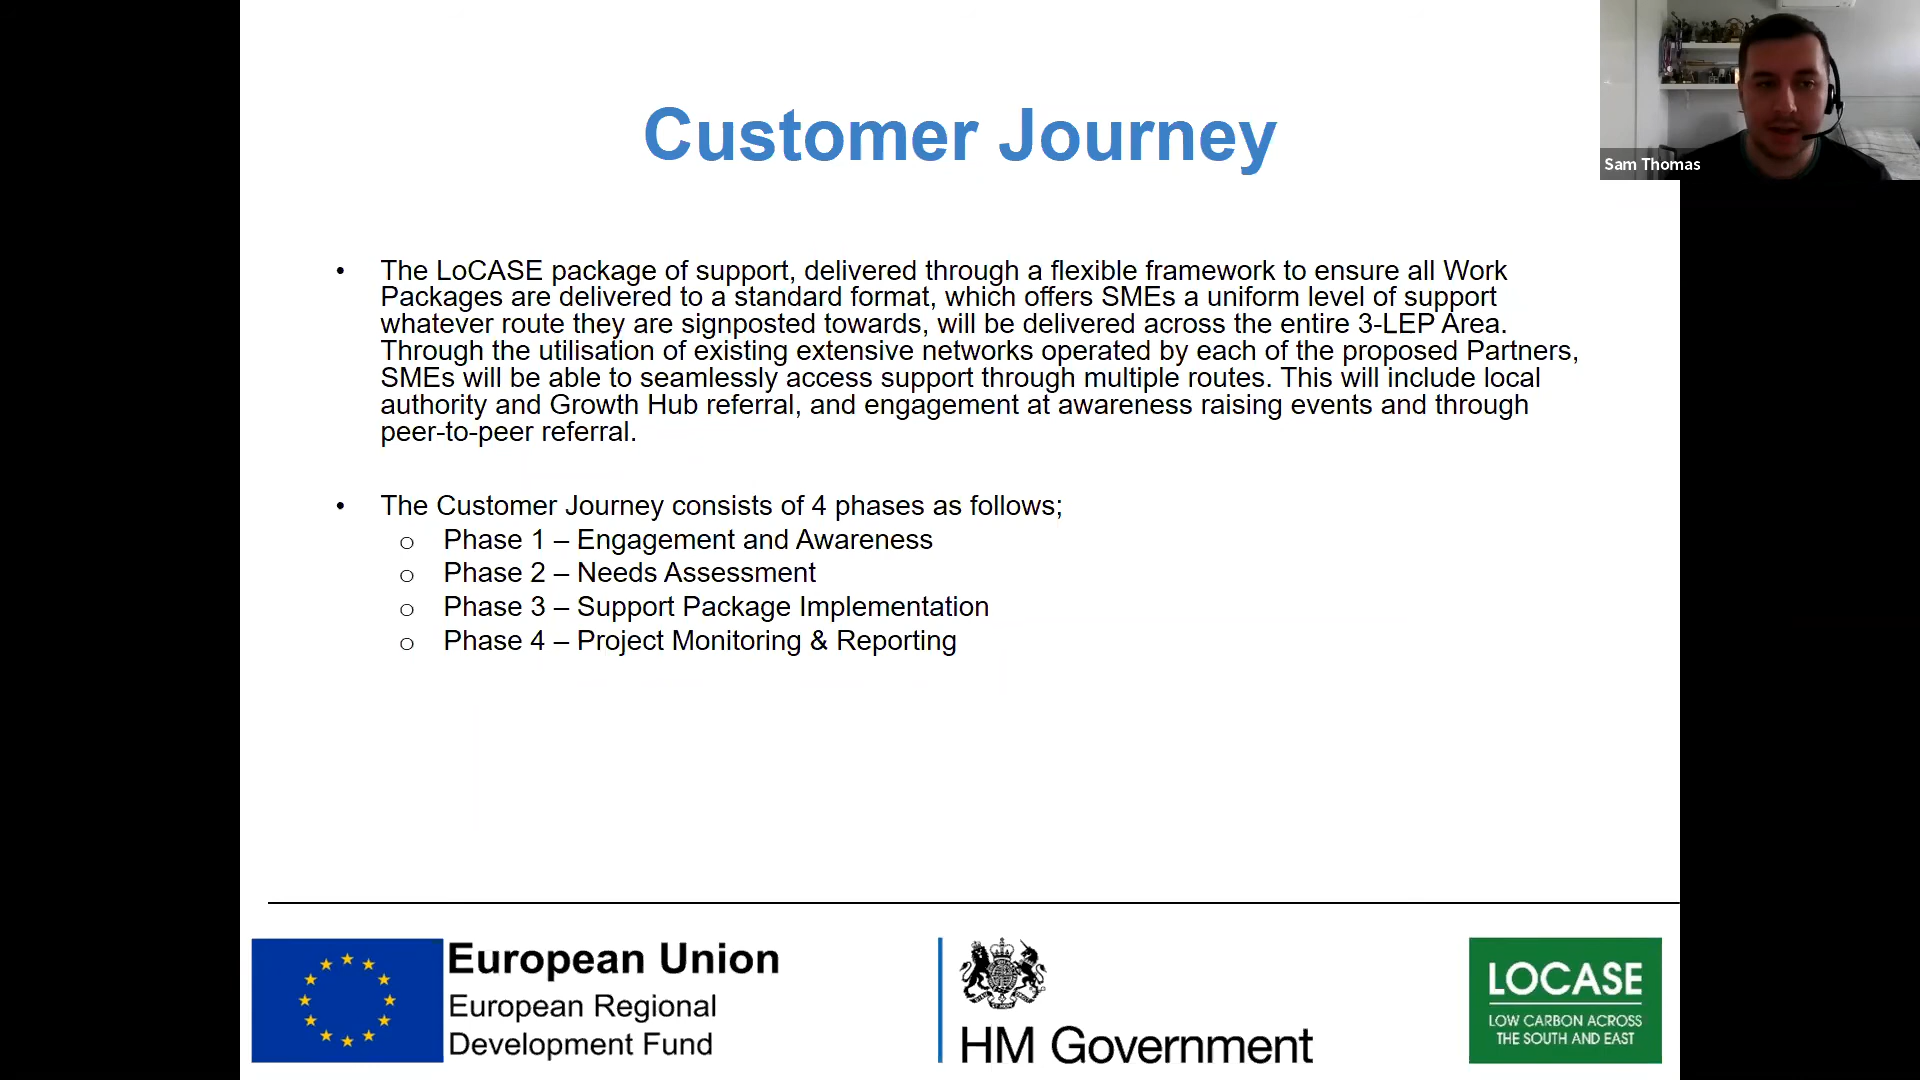 Customer Journey
Sam Thomas
• The LoCASE package of support, delivered through a flexible framework to ensure all Work
Packages are delivered to a standard format, which offers SMEs a uniform level of support
whatever route they are signposted towards, will be delivered across the entire 3-LEP Area.
Through the utilisation of existing extensive networks operated by each of the proposed Partners,
SMEs will be able to seamlessly access support through multiple routes. This will include local
authority and Growth Hub referral, and engagement at awareness raising events and through
peer-to-peer referral.
• The Customer Journey consists of 4 phases as follows;
o Phase 1 – Engagement and Awareness
o Phase 2 – Needs Assessment
o Phase 3 – Support Package Implementation
o Phase 4 – Project Monitoring & Reporting
European Union
European Regional
Development Fund
HM Government
LOCASE
LOW CARBON ACROSS
THE SOUTH AND EAST